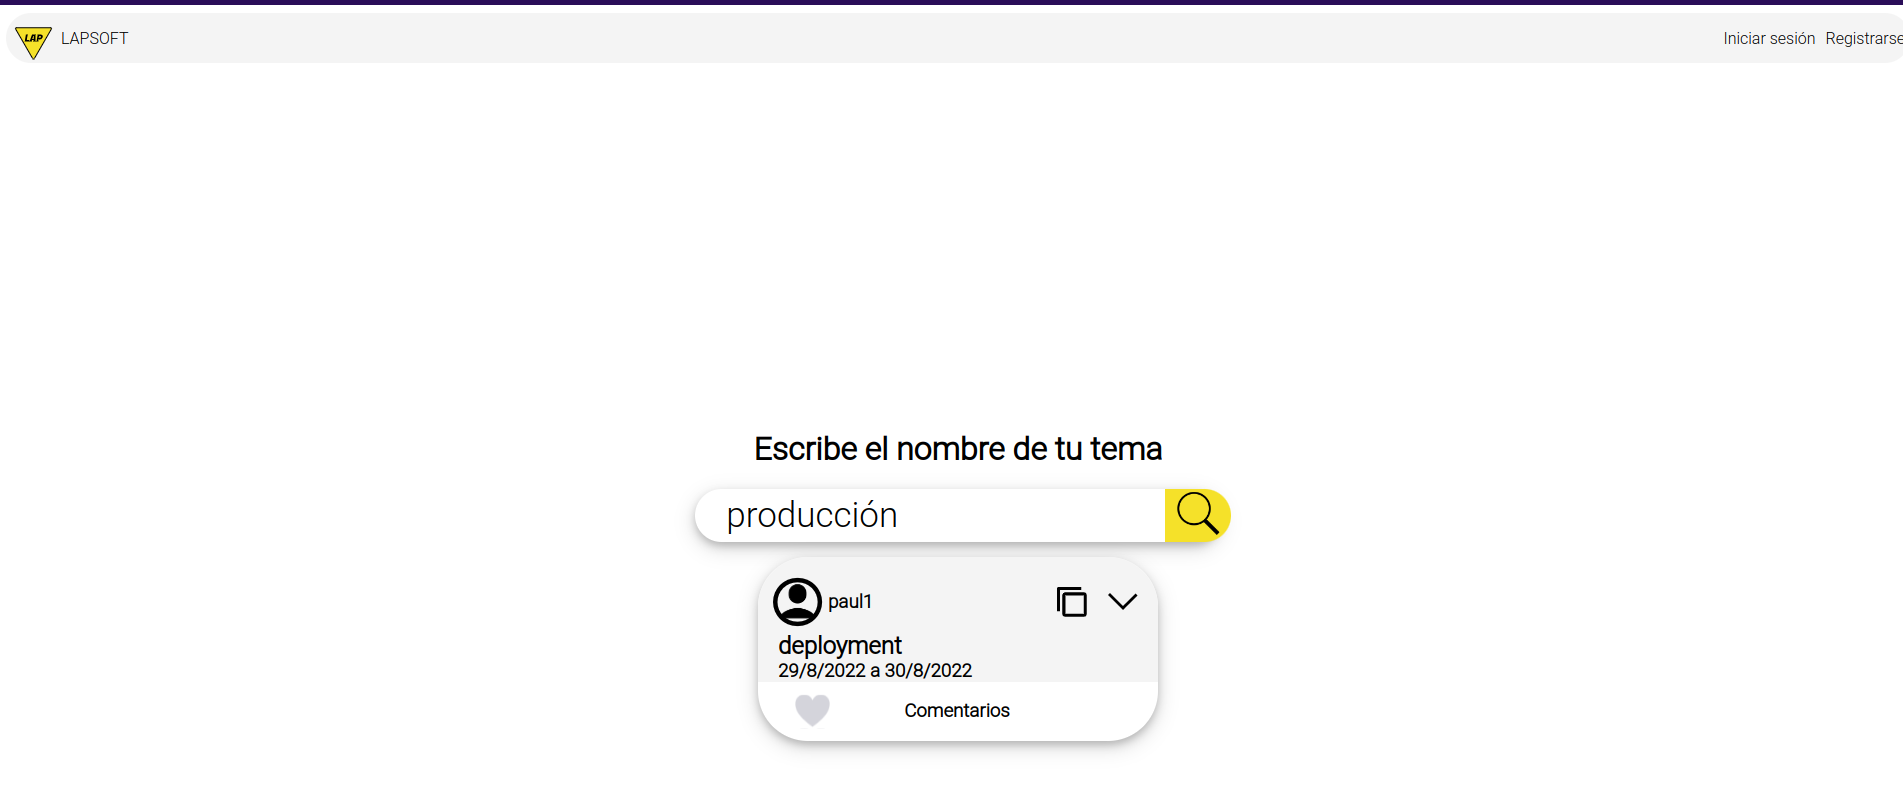 LAP LAPSOFT Iniciar sesión Registrarse
Escribe el nombre de tu tema
producción
paul1
deployment
29/8/2022 a 30/8/2022
Comentarios